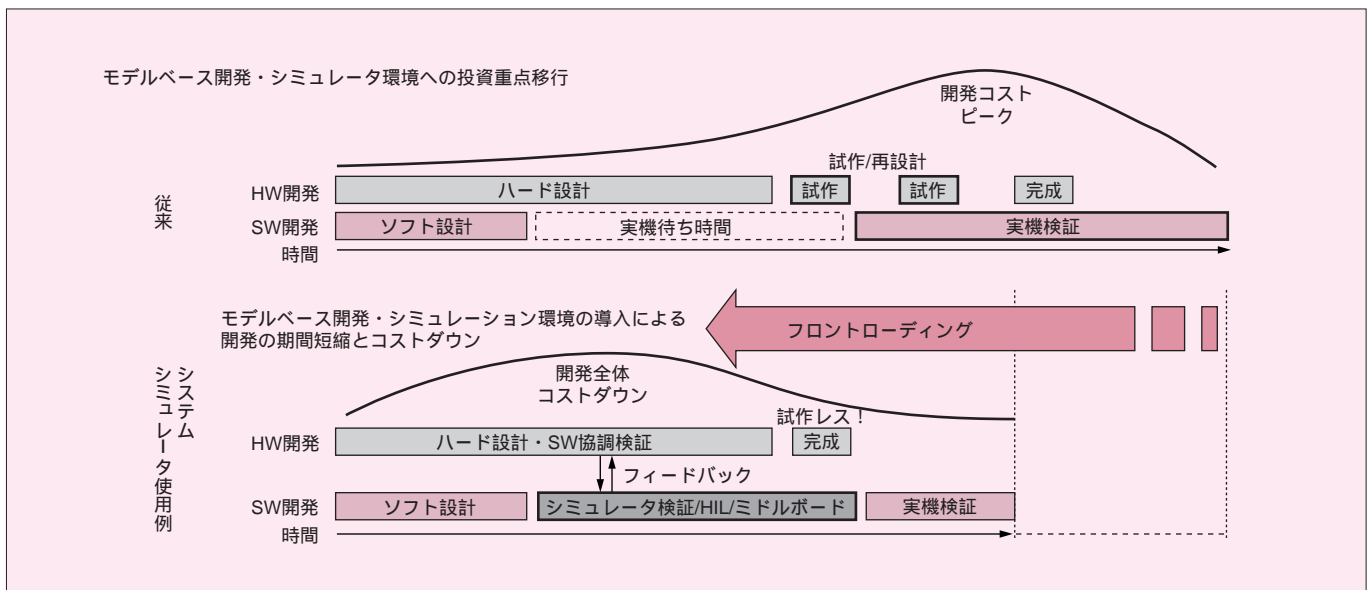 モデルベース開発・シミュレータ環境への投資重点移行
開発コスト
ピーク
試作/再設計
従来
HW開発
ハード設計
試作
試作
完成
SW開発
ソフト設計
実機待ち時間
実機検証
時間
モデルベース開発・シミュレーション環境の導入による
開発の期間短縮とコストダウン
フロントローディング
システム
シミュレータ使用例
開発全体
コストダウン
試作レス！
HW開発
ハード設計・SW協調検証
完成
フィードバック
SW開発
ソフト設計
シミュレータ検証/HIL/ミドルボード
実機検証
時間